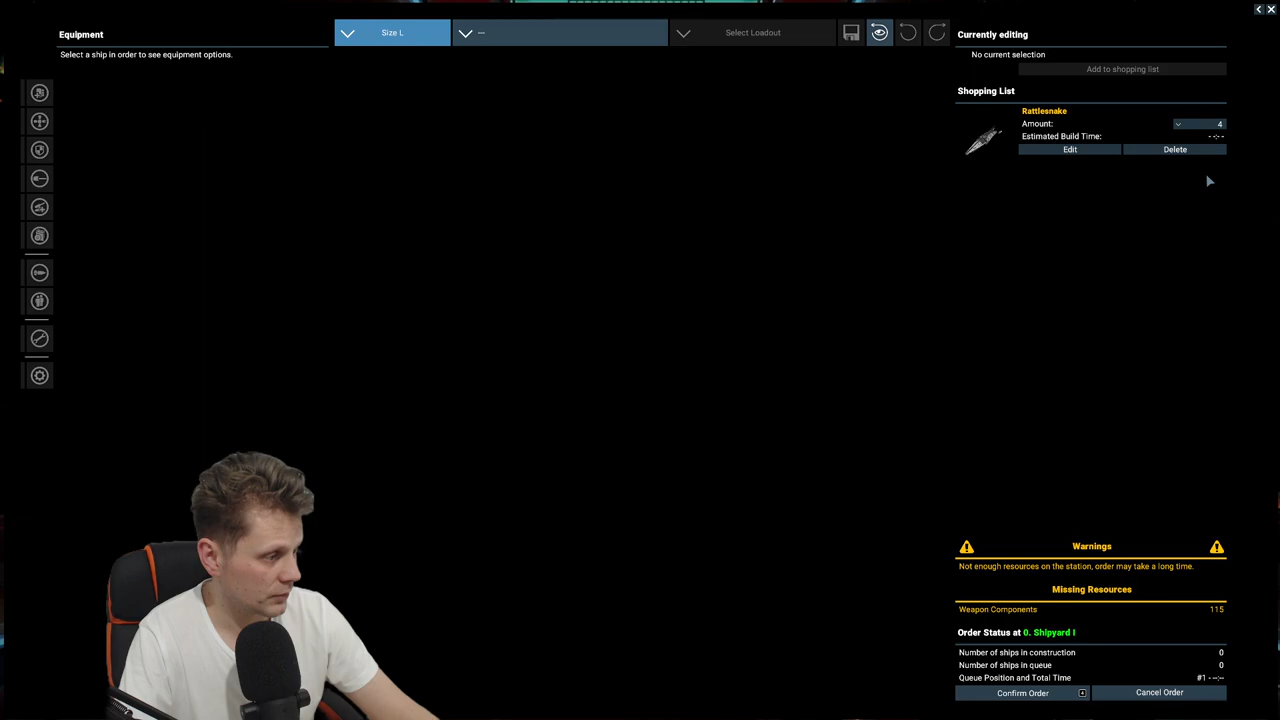 Equipment
Select a ship in order to see equipment options.
Size L
---
Select Loadout
Currently editing
No current selection
Add to shopping list
Shopping List
Rattlesnake
Amount:
4
Estimated Build Time:
--:--
Edit
Delete
Warnings
Not enough resources on the station, order may take a long time.
Missing Resources
Weapon Components
115
Order Status at 0. Shipyard I
Number of ships in construction
0
Number of ships in queue
0
Queue Position and Total Time
#1 --:--
Confirm Order
Cancel Order